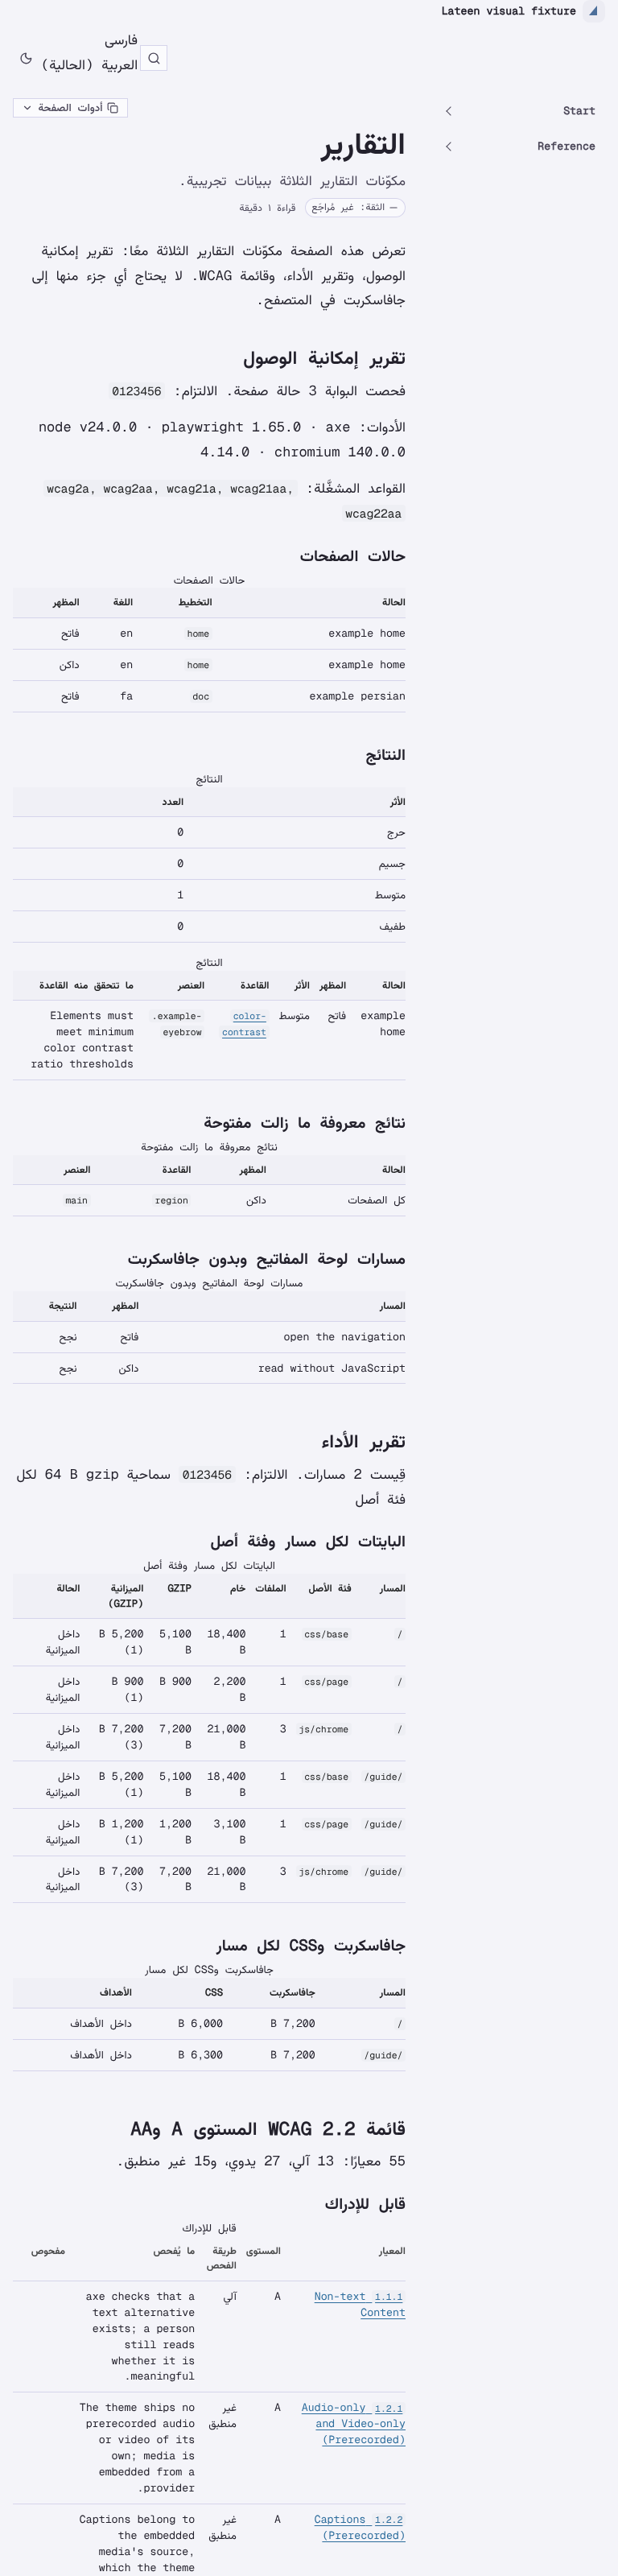 Lateen visual fixture
فارسی
العربية (الحالية)
Start
Reference
أدوات الصفحة
التقارير
مكوّنات التقارير الثلاثة ببيانات تجريبية.
— الثقة: غير مُراجَع
قراءة ١ دقيقة
تعرض هذه الصفحة مكوّنات التقارير الثلاثة معًا: تقرير إمكانية
الوصول، وتقرير الأداء، وقائمة WCAG. لا يحتاج أي جزء منها إلى
جافاسكربت في المتصفح.
تقرير إمكانية الوصول
فحصت البوابة 3 حالة صفحة. الالتزام: 0123456
الأدوات: node v24.0.0 · playwright 1.65.0 · axe
4.14.0 · chromium 140.0.0
القواعد المشغَّلة: wcag2a, wcag2aa, wcag21a, wcag21aa,
wcag22aa
حالات الصفحات
حالات الصفحات
الحالة التخطيط اللغة المظهر
example home home en فاتح
example home home en داكن
example persian doc fa فاتح
النتائج
النتائج
الأثر العدد
حرج 0
جسيم 0
متوسط 1
طفيف 0
النتائج
الحالة المظهر الأثر القاعدة العنصر ما تتحقق منه القاعدة
example فاتح متوسط color- .example- Elements must
home contrast eyebrow meet minimum
color contrast
ratio thresholds
نتائج معروفة ما زالت مفتوحة
نتائج معروفة ما زالت مفتوحة
الحالة المظهر القاعدة العنصر
كل الصفحات داكن region main
مسارات لوحة المفاتيح وبدون جافاسكربت
مسارات لوحة المفاتيح وبدون جافاسكربت
المسار المظهر النتيجة
open the navigation فاتح نجح
read without JavaScript داكن نجح
تقرير الأداء
قِيست 2 مسارات. الالتزام: 0123456 سماحية 64 B gzip لكل
فئة أصل
البايتات لكل مسار وفئة أصل
البايتات لكل مسار وفئة أصل
المسار فئة الأصل الملفات خام GZIP الميزانية الحالة
(GZIP)
/ css/base 1 18,400 5,100 5,200 B داخل
B B (1) الميزانية
/ css/page 1 2,200 900 B 900 B داخل
B (1) الميزانية
/ js/chrome 3 21,000 7,200 7,200 B داخل
B B (3) الميزانية
/guide/ css/base 1 18,400 5,100 5,200 B داخل
B B (1) الميزانية
/guide/ css/page 1 3,100 1,200 1,200 B داخل
B B (1) الميزانية
/guide/ js/chrome 3 21,000 7,200 7,200 B داخل
B B (3) الميزانية
جافاسكربت وCSS لكل مسار
جافاسكربت وCSS لكل مسار
المسار جافاسكربت CSS الأهداف
/ 7,200 B 6,000 B داخل الأهداف
/guide/ 7,200 B 6,300 B داخل الأهداف
قائمة WCAG 2.2 المستوى A وAA
55 معيارًا: 13 آلي، 27 يدوي، و15 غير منطبق.
قابل للإدراك
قابل للإدراك
المعيار المستوى طريقة ما يُفحص مفحوص
الفحص
1.1.1 Non-text A آلي axe checks that a
Content text alternative
exists; a person
still reads
whether it is
meaningful.
1.2.1 Audio-only A غير The theme ships no
and Video-only منطبق prerecorded audio
(Prerecorded) or video of its
own; media is
embedded from a
provider.
1.2.2 Captions A غير Captions belong to
(Prerecorded) منطبق the embedded
media's source,
which the theme